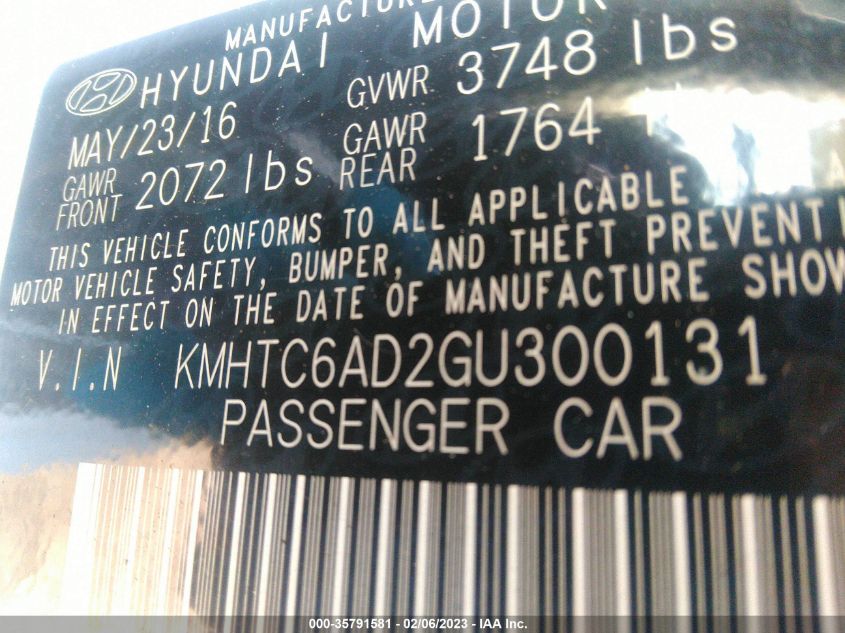 MANUFACTURE
HYUNDAI MOTOR
MAY/23/16 GVWR 3748 lbs
GAWR FRONT 2072 lbs GAWR REAR 1764
THIS VEHICLE CONFORMS TO ALL APPLICABLE
MOTOR VEHICLE SAFETY, BUMPER, AND THEFT PREVENTI
IN EFFECT ON THE DATE OF MANUFACTURE SHOW
V.I.N KMHTC6AD2GU300131
PASSENGER CAR
000-35791581 - 02/06/2023 - IAA Inc.